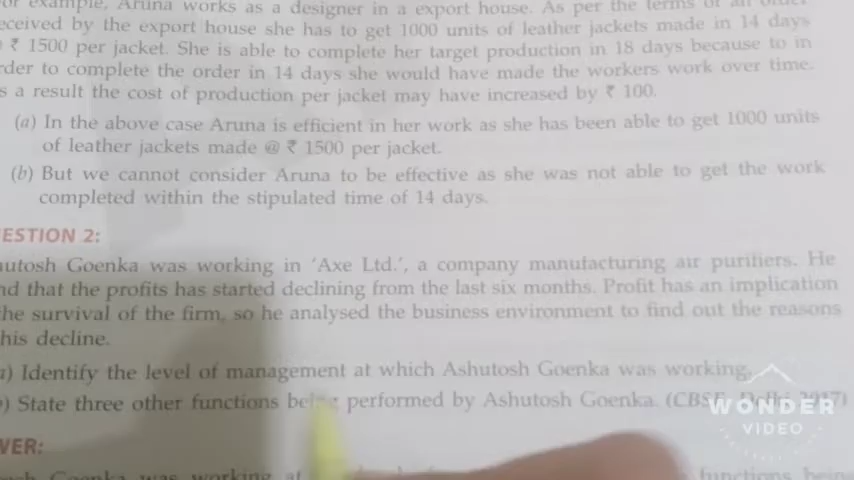 or example, Aruna works as a designer in a export house. As per the terms of an order
eceived by the export house she has to get 1000 units of leather jackets made in 14 days
₹ 1500 per jacket. She is able to complete her target production in 18 days because to in
rder to complete the order in 14 days she would have made the workers work over time.
s a result the cost of production per jacket may have increased by ₹ 100.
(a) In the above case Aruna is efficient in her work as she has been able to get 1000 units
of leather jackets made @ ₹ 1500 per jacket.
(b) But we cannot consider Aruna to be effective as she was not able to get the work
completed within the stipulated time of 14 days.
ESTION 2:
hutosh Goenka was working in 'Axe Ltd.', a company manufacturing air purifiers. He
nd that the profits has started declining from the last six months. Profit has an implication
he survival of the firm, so he analysed the business environment to find out the reasons
his decline.
) Identify the level of management at which Ashutosh Goenka was working.
) State three other functions being performed by Ashutosh Goenka. (CBSE, Delhi 2017)
WONDER
VIDEO
VER:
Goenka was working at
functions being